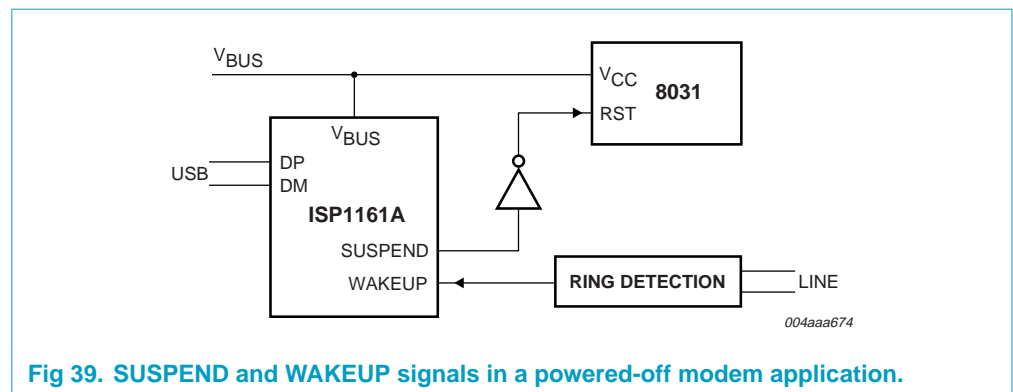 VBUS
VCC
8031
RST
VBUS
USB
DP
DM
ISP1161A
SUSPEND
WAKEUP
RING DETECTION
LINE
004aaa674
Fig 39. SUSPEND and WAKEUP signals in a powered-off modem application.